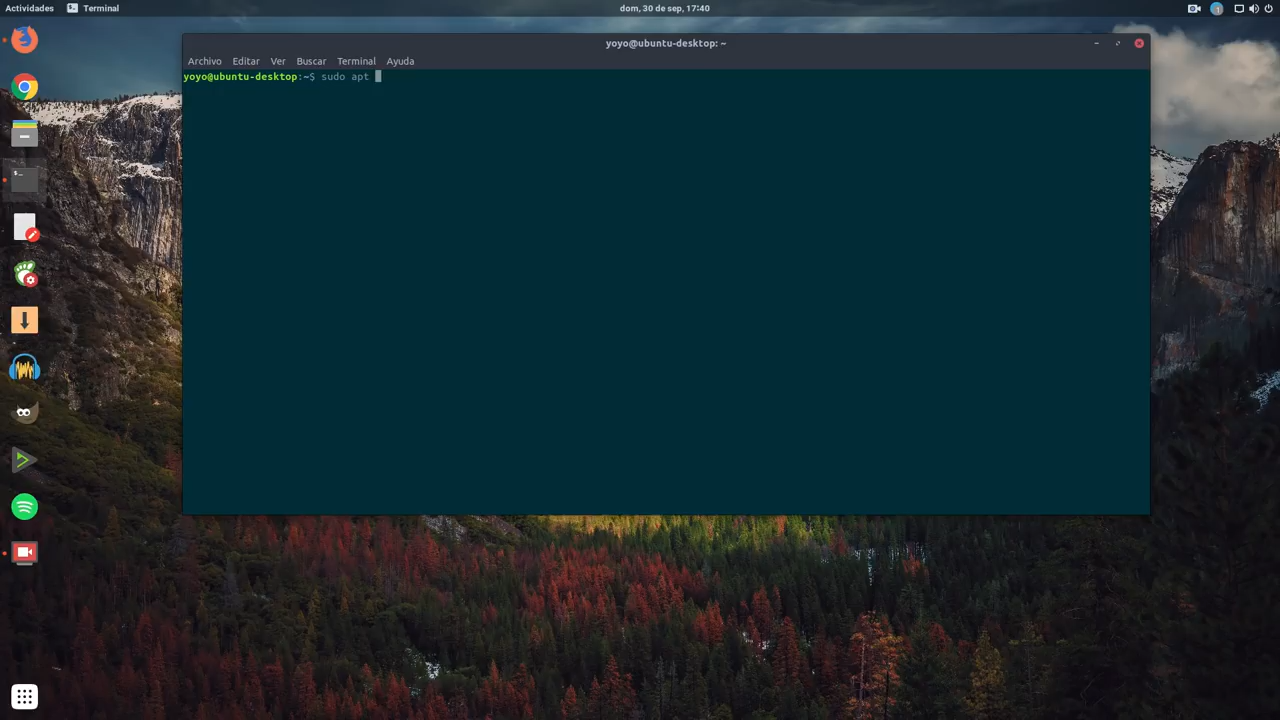 Actividades Terminal dom, 30 de sep, 17:40
yoyo@ubuntu-desktop: ~
Archivo Editar Ver Buscar Terminal Ayuda
yoyo@ubuntu-desktop:~$ sudo apt